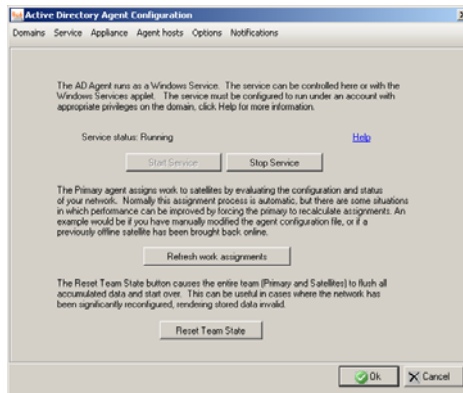 Active Directory Agent Configuration
Domains Service Appliance Agent hosts Options Notifications
The AD Agent runs as a Windows Service. The service can be controlled here or with the
Windows Services applet. The service must be configured to run under an account with
appropriate privileges on the domain, click Help for more information.
Service status: Running Help
Start Service Stop Service
The Primary agent assigns work to satellites by evaluating the configuration and status
of your network. Normally this assignment process is automatic, but there are some situations
in which performance can be improved by forcing the primary to recalculate assignments. An
example would be if you have manually modified the agent configuration file, or if a
previously offline satellite has been brought back online.
Refresh work assignments
The Reset Team State button causes the entire team (Primary and Satellites) to flush all
accumulated data and start over. This can be useful in cases where the network has
been significantly reconfigured, rendering stored data invalid.
Reset Team State
Ok Cancel